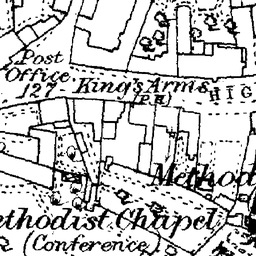 Post
Office
127
King's Arms
(P.H.)
HIG
Method
ethodist Chapel
(Conference)